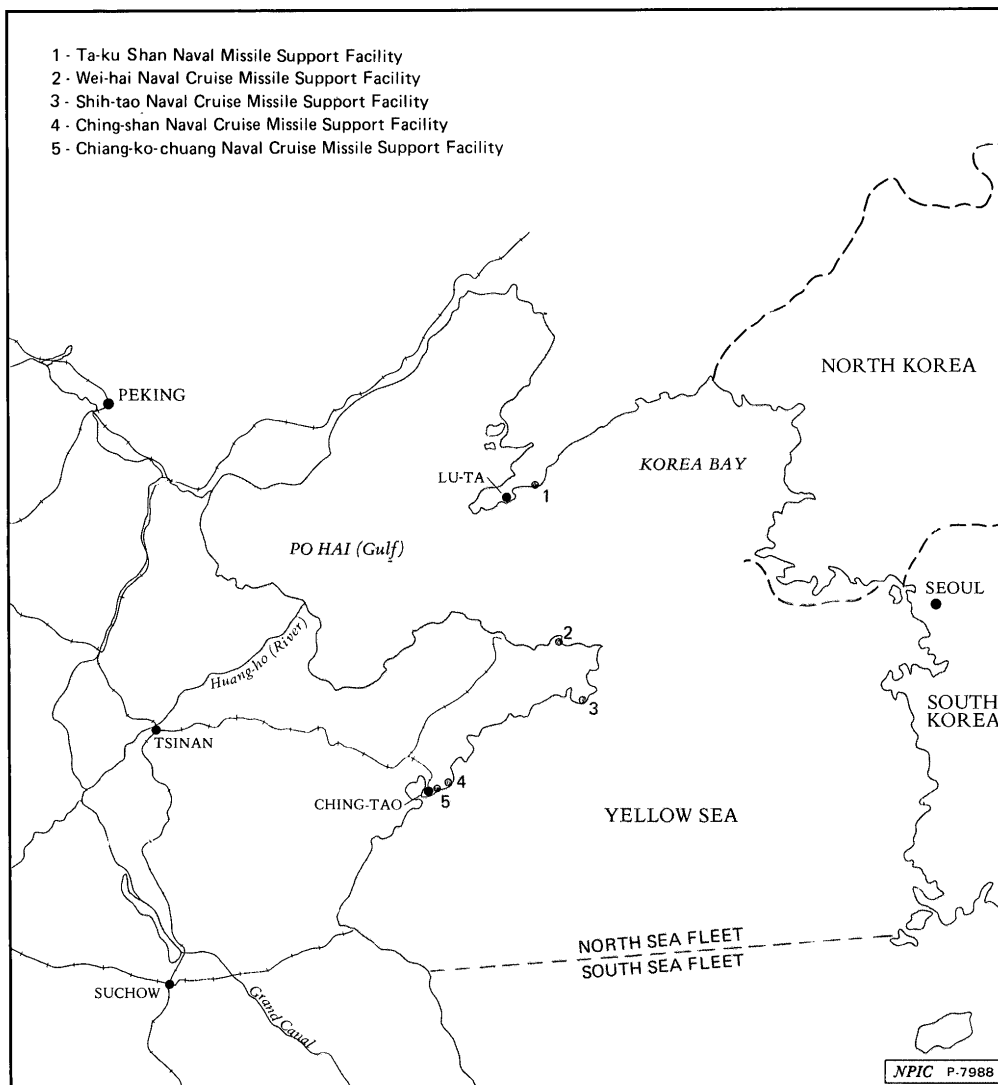 1 - Ta-ku Shan Naval Missile Support Facility
2 - Wei-hai Naval Cruise Missile Support Facility
3 - Shih-tao Naval Cruise Missile Support Facility
4 - Ching-shan Naval Cruise Missile Support Facility
5 - Chiang-ko-chuang Naval Cruise Missile Support Facility
NORTH KOREA
PEKING
KOREA BAY
LU-TA
1
PO HAI (Gulf)
SEOUL
2
Huang-ho (River)
3
SOUTH
KOREA
TSINAN
4
5
CHING-TAO
YELLOW SEA
NORTH SEA FLEET
SOUTH SEA FLEET
SUCHOW
Grand Canal
NPIC P-7988